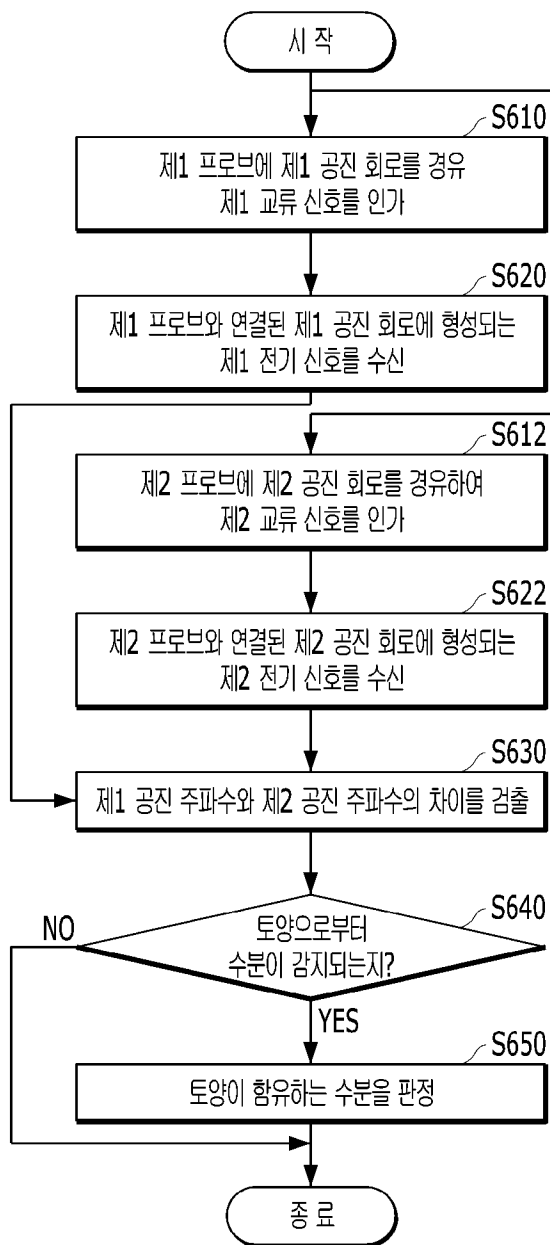 시 작
S610
제1 프로브에 제1 공진 회로를 경유
제1 교류 신호를 인가
S620
제1 프로브와 연결된 제1 공진 회로에 형성되는
제1 전기 신호를 수신
S612
제2 프로브에 제2 공진 회로를 경유하여
제2 교류 신호를 인가
S622
제2 프로브와 연결된 제2 공진 회로에 형성되는
제2 전기 신호를 수신
S630
제1 공진 주파수와 제2 공진 주파수의 차이를 검출
S640
NO
토양으로부터
수분이 감지되는지?
YES
S650
토양이 함유하는 수분을 판정
종 료